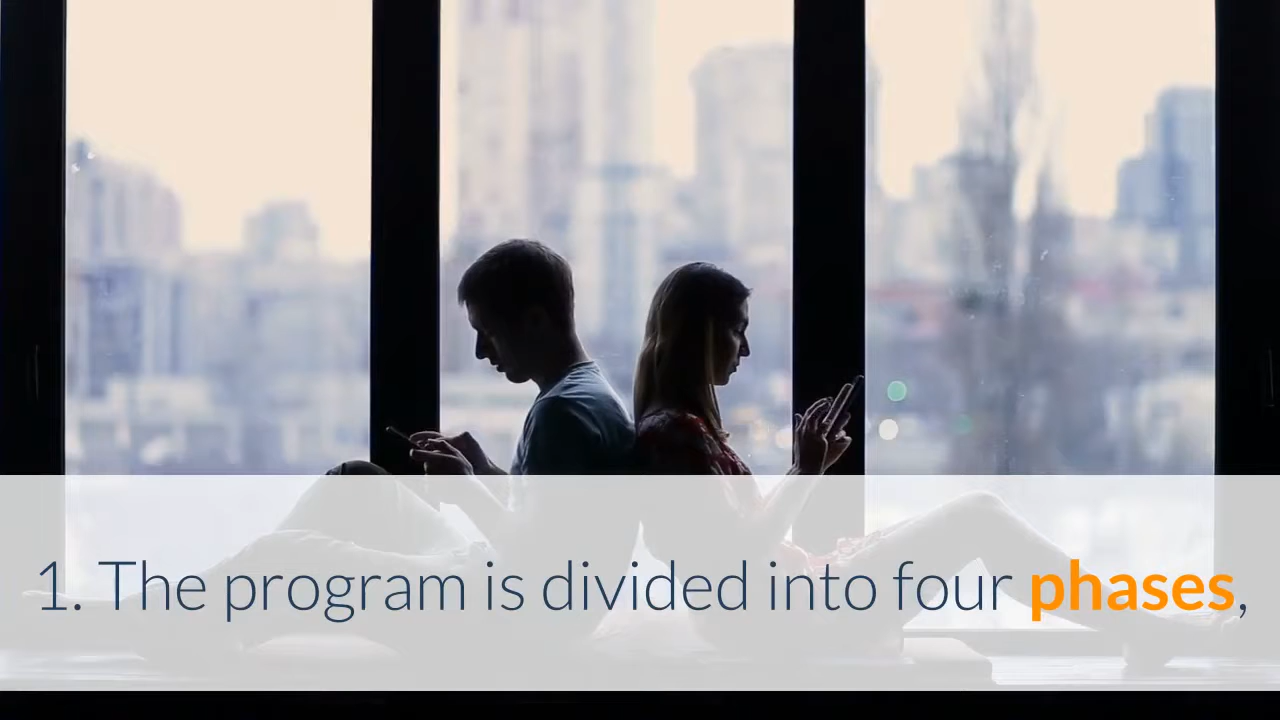 1. The program is divided into four phases,